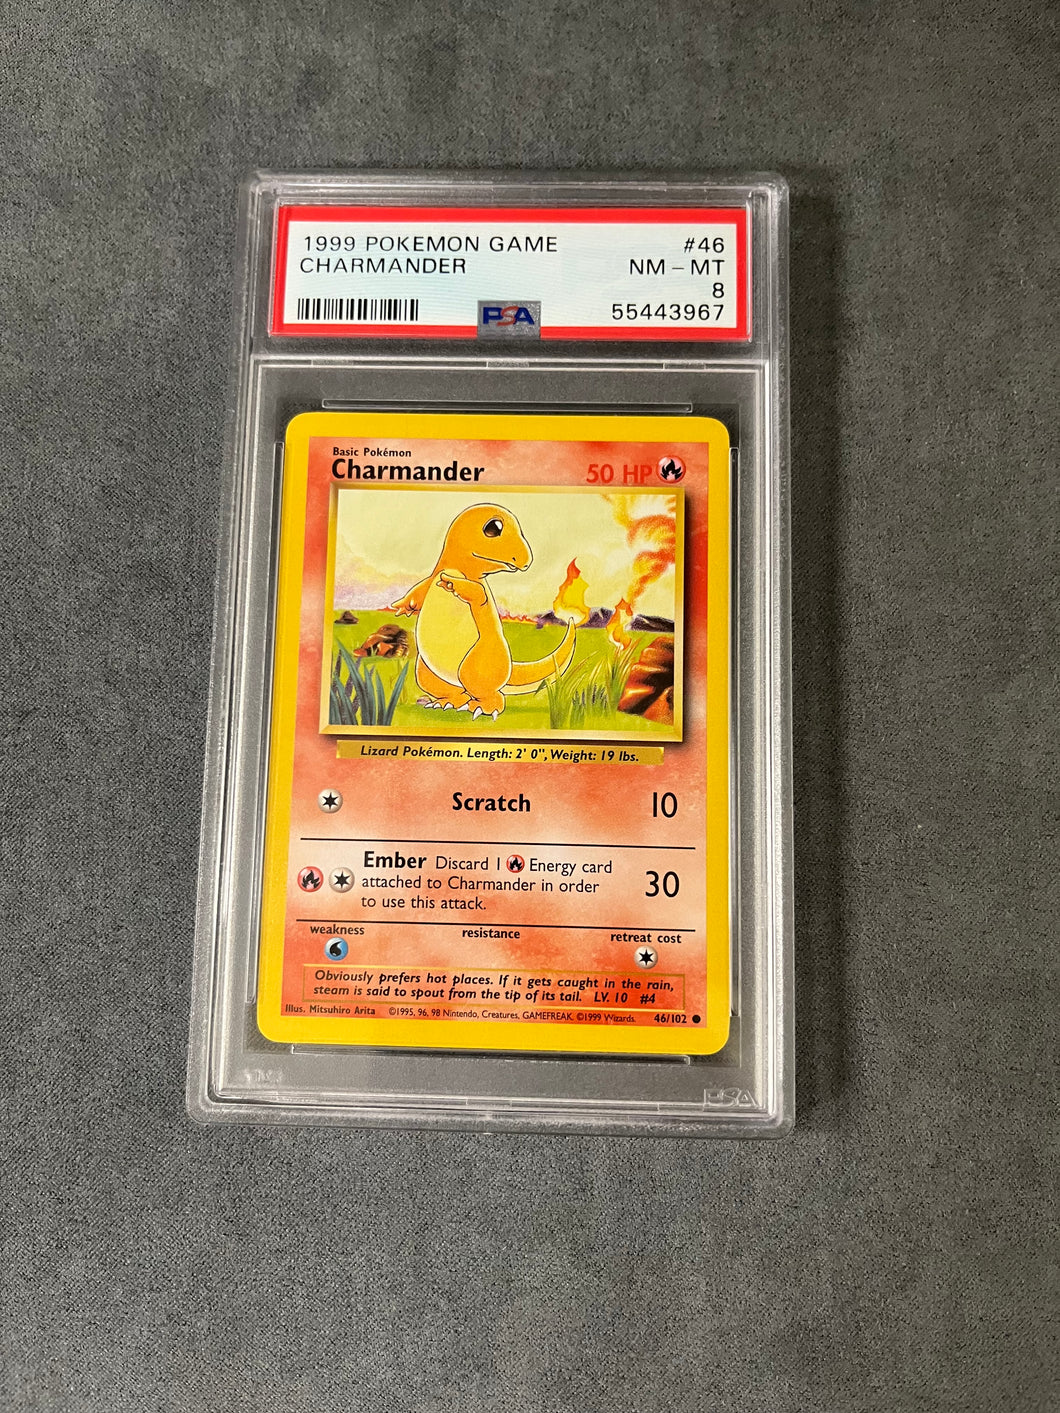 1999 POKEMON GAME #46
CHARMANDER NM - MT
8
PSA 55443967
Basic Pokémon
Charmander 50 HP
Lizard Pokémon. Length: 2' 0", Weight: 19 lbs.
Scratch 10
Ember Discard 1 Energy card
attached to Charmander in order
to use this attack.
30
weakness resistance retreat cost
Obviously prefers hot places. If it gets caught in the rain,
steam is said to spout from the tip of its tail. LV. 10 #4
Illus. Mitsuhiro Arita ©1995, 96, 98 Nintendo, Creatures, GAMEFREAK. ©1999 Wizards. 46/102
PSA